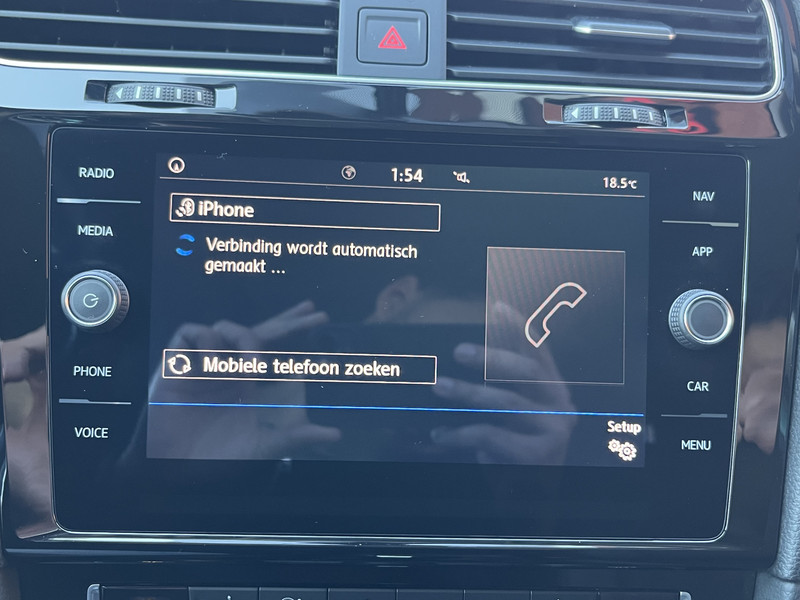 RADIO
MEDIA
PHONE
VOICE
1:54
18.5°C
iPhone
Verbinding wordt automatisch
gemaakt ...
Mobiele telefoon zoeken
Setup
NAV
APP
CAR
MENU